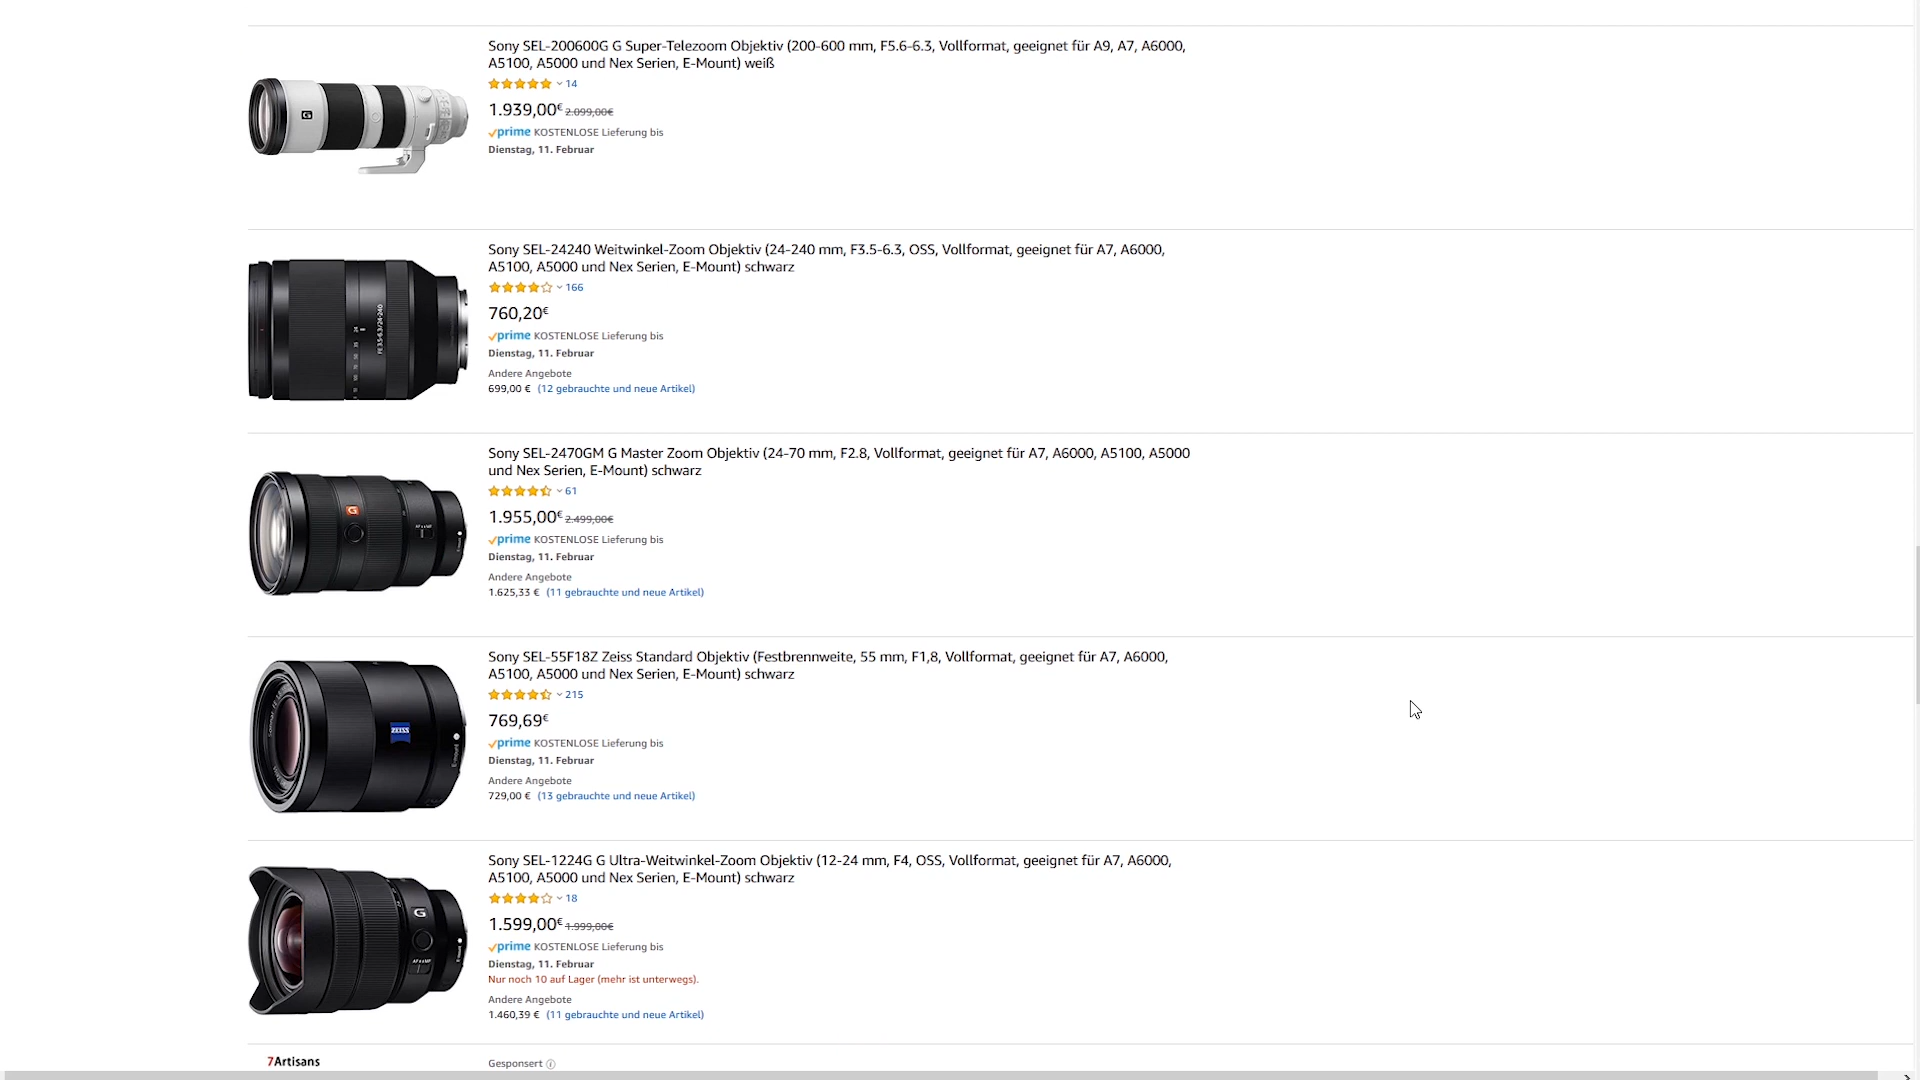 Sony SEL-200600G G Super-Telezoom Objektiv (200-600 mm, F5.6-6.3, Vollformat, geeignet für A9, A7, A6000,
A5100, A5000 und Nex Serien, E-Mount) weiß
14
1.939,00€ 2.099,00€
prime KOSTENLOSE Lieferung bis
Dienstag, 11. Februar
Sony SEL-24240 Weitwinkel-Zoom Objektiv (24-240 mm, F3.5-6.3, OSS, Vollformat, geeignet für A7, A6000,
A5100, A5000 und Nex Serien, E-Mount) schwarz
166
760,20€
prime KOSTENLOSE Lieferung bis
Dienstag, 11. Februar
Andere Angebote
699,00 € (12 gebrauchte und neue Artikel)
FE 3.5-6.3/24-240
Sony SEL-2470GM G Master Zoom Objektiv (24-70 mm, F2.8, Vollformat, geeignet für A7, A6000, A5100, A5000
und Nex Serien, E-Mount) schwarz
61
1.955,00€ 2.499,00€
prime KOSTENLOSE Lieferung bis
Dienstag, 11. Februar
Andere Angebote
1.625,33 € (11 gebrauchte und neue Artikel)
G
Sony SEL-55F18Z Zeiss Standard Objektiv (Festbrennweite, 55 mm, F1,8, Vollformat, geeignet für A7, A6000,
A5100, A5000 und Nex Serien, E-Mount) schwarz
215
769,69€
prime KOSTENLOSE Lieferung bis
Dienstag, 11. Februar
Andere Angebote
729,00 € (13 gebrauchte und neue Artikel)
ZEISS
Sony SEL-1224G G Ultra-Weitwinkel-Zoom Objektiv (12-24 mm, F4, OSS, Vollformat, geeignet für A7, A6000,
A5100, A5000 und Nex Serien, E-Mount) schwarz
18
1.599,00€ 1.999,00€
prime KOSTENLOSE Lieferung bis
Dienstag, 11. Februar
Nur noch 10 auf Lager (mehr ist unterwegs).
Andere Angebote
1.460,39 € (11 gebrauchte und neue Artikel)
G
7Artisans
Gesponsert